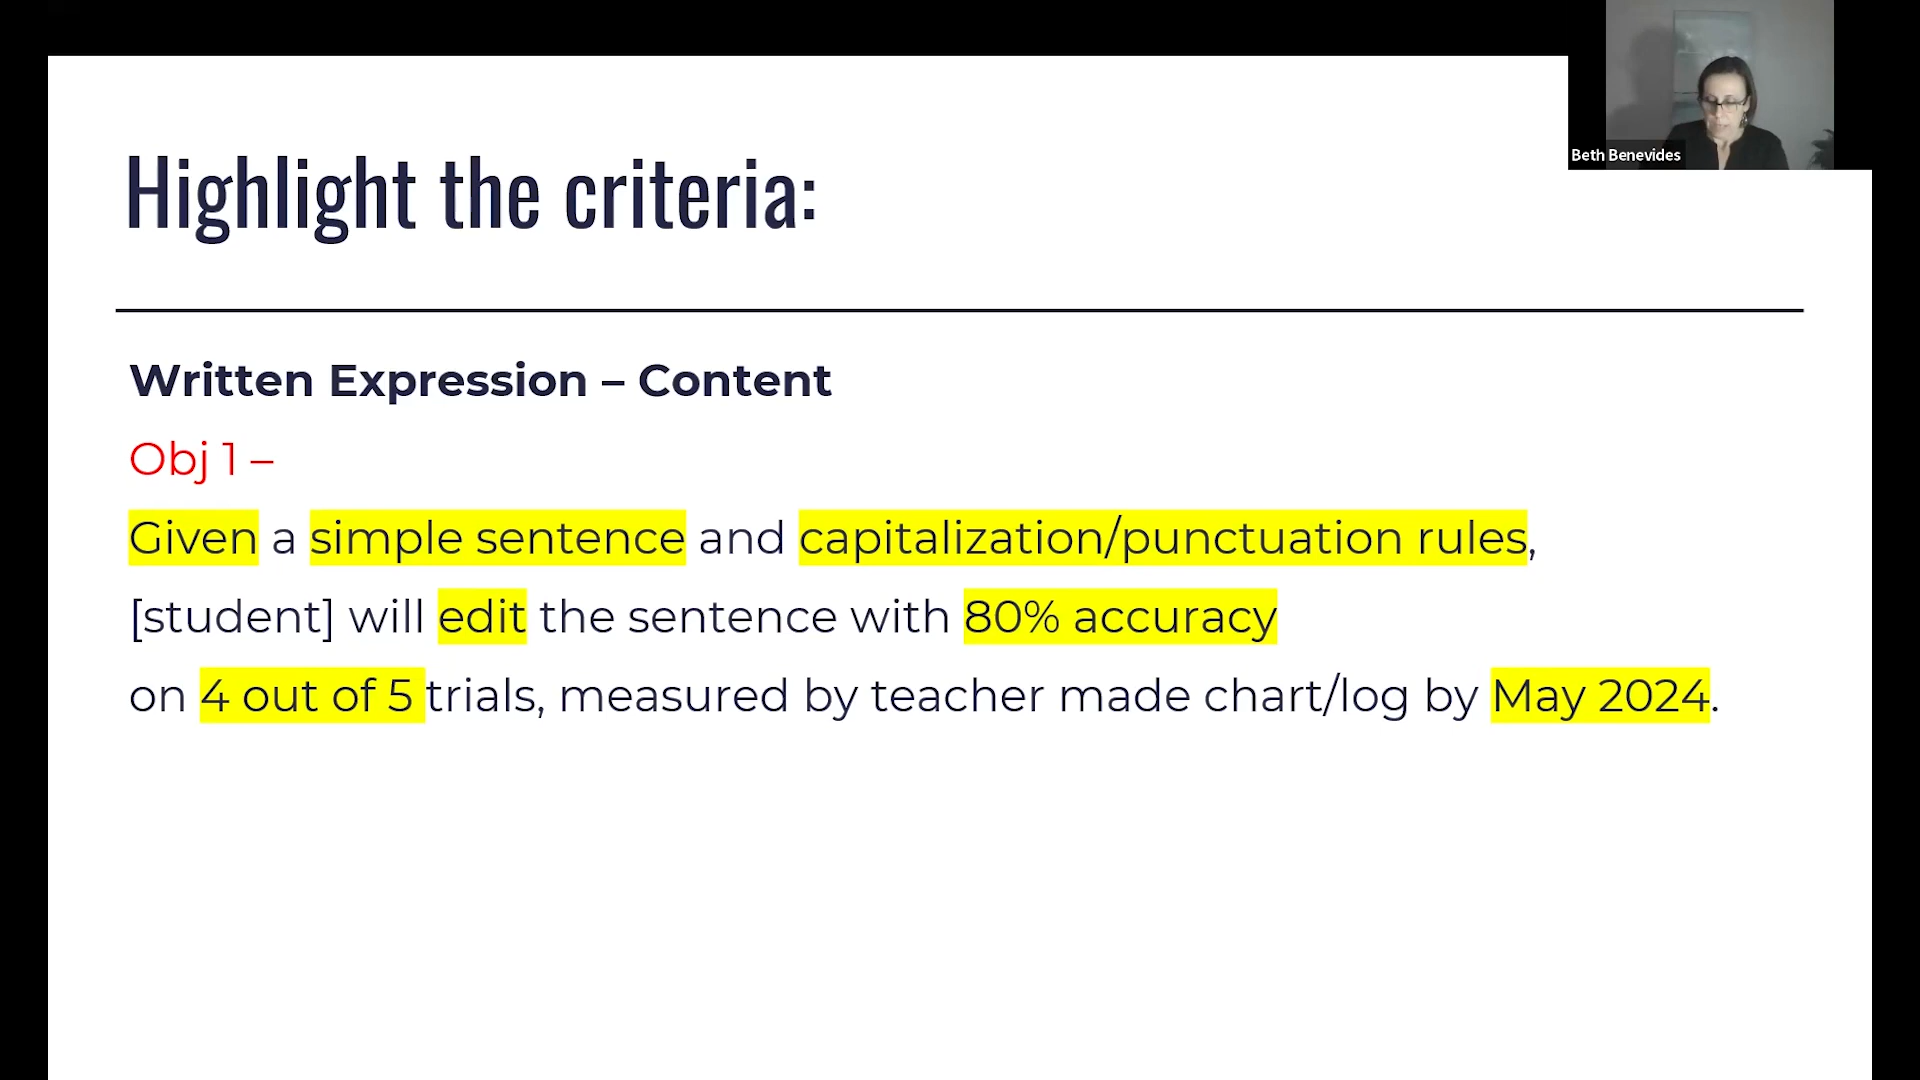 Beth Benevides
Highlight the criteria:
Written Expression – Content
Obj 1 –
Given a simple sentence and capitalization/punctuation rules,
[student] will edit the sentence with 80% accuracy
on 4 out of 5 trials, measured by teacher made chart/log by May 2024.